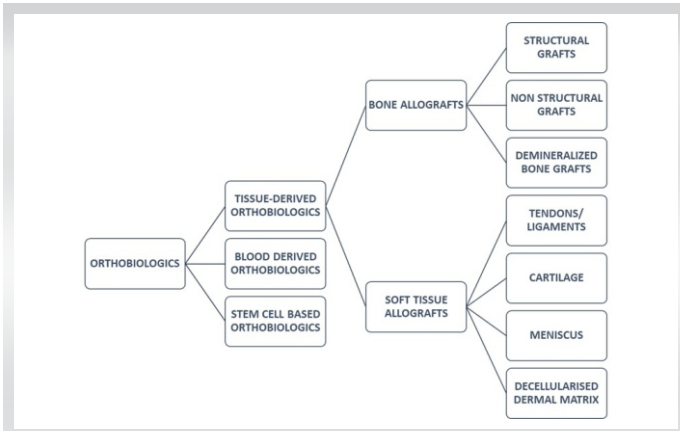 ORTHOBIOLOGICS
TISSUE-DERIVED
ORTHOBIOLOGICS
BLOOD DERIVED
ORTHOBIOLOGICS
STEM CELL BASED
ORTHOBIOLOGICS
BONE ALLOGRAFTS
SOFT TISSUE
ALLOGRAFTS
STRUCTURAL
GRAFTS
NON STRUCTURAL
GRAFTS
DEMINERALIZED
BONE GRAFTS
TENDONS/
LIGAMENTS
CARTILAGE
MENISCUS
DECELLULARISED
DERMAL MATRIX